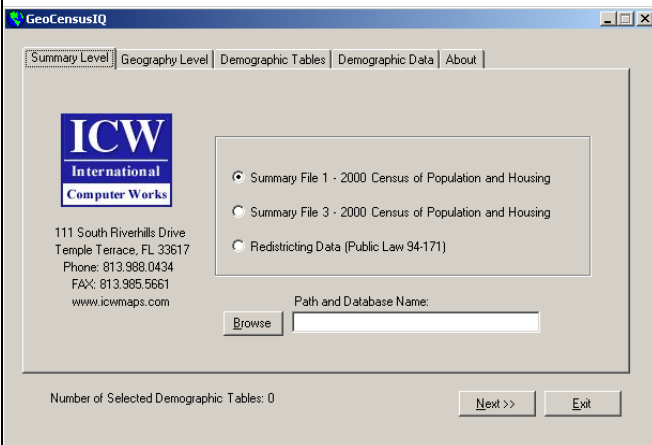 GeoCensusIQ
Summary Level Geography Level Demographic Tables Demographic Data About
ICW
International
Computer Works
111 South Riverhills Drive
Temple Terrace, FL 33617
Phone: 813.988.0434
FAX: 813.985.5661
www.icwmaps.com
Summary File 1 - 2000 Census of Population and Housing
Summary File 3 - 2000 Census of Population and Housing
Redistricting Data (Public Law 94-171)
Path and Database Name:
Browse
Number of Selected Demographic Tables: 0
Next >> Exit